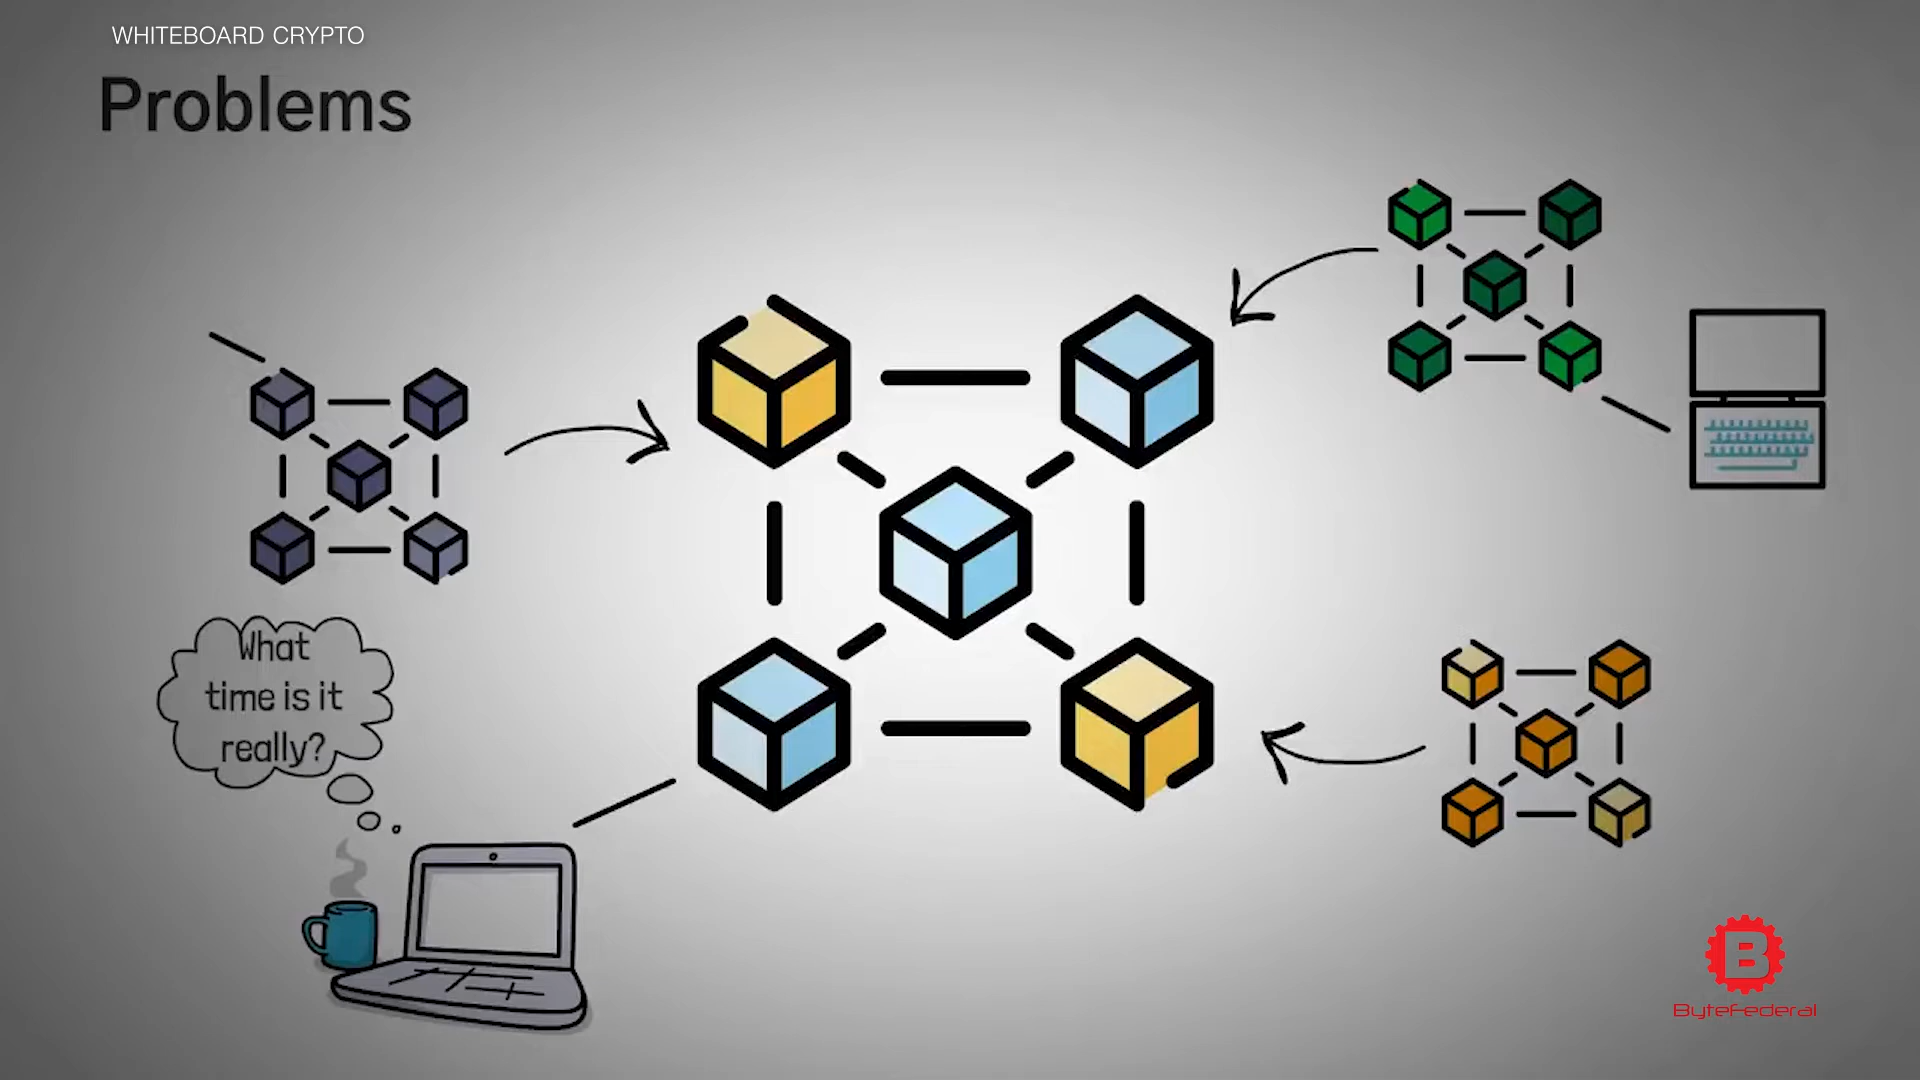 WHITEBOARD CRYPTO
Problems
What
time is it
really?
B
ByteFederal